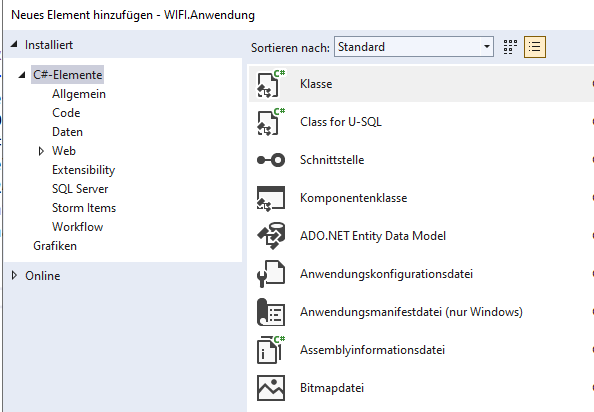 Neues Element hinzufügen - WIFI.Anwendung
Installiert
C#-Elemente
Allgemein
Code
Daten
Web
Extensibility
SQL Server
Storm Items
Workflow
Grafiken
Online
Sortieren nach: Standard
C# Klasse
C# Class for U-SQL
Schnittstelle
Komponentenklasse
ADO.NET Entity Data Model
Anwendungskonfigurationsdatei
Anwendungsmanifestdatei (nur Windows)
C# Assemblyinformationsdatei
Bitmapdatei